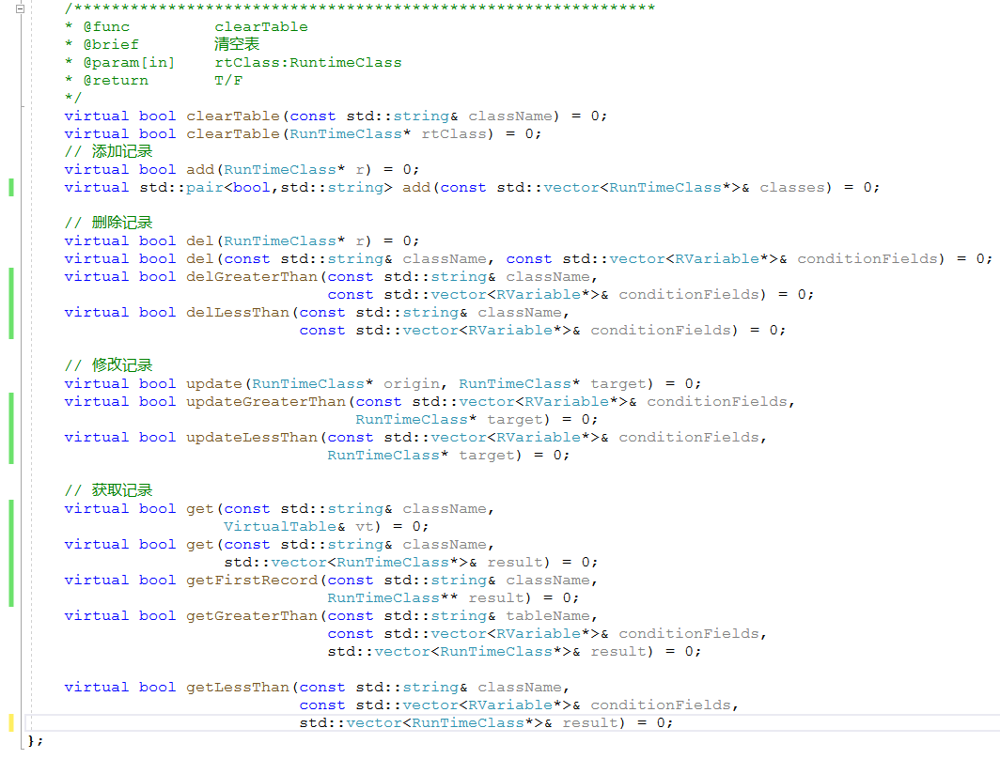 /**************************************************************
* @func         clearTable
* @brief        清空表
* @param[in]    rtClass:RuntimeClass
* @return       T/F
*/
virtual bool clearTable(const std::string& className) = 0;
virtual bool clearTable(RunTimeClass* rtClass) = 0;
// 添加记录
virtual bool add(RunTimeClass* r) = 0;
virtual std::pair<bool,std::string> add(const std::vector<RunTimeClass*>& classes) = 0;
// 删除记录
virtual bool del(RunTimeClass* r) = 0;
virtual bool del(const std::string& className, const std::vector<RVariable*>& conditionFields) = 0;
virtual bool delGreaterThan(const std::string& className,
const std::vector<RVariable*>& conditionFields) = 0;
virtual bool delLessThan(const std::string& className,
const std::vector<RVariable*>& conditionFields) = 0;
// 修改记录
virtual bool update(RunTimeClass* origin, RunTimeClass* target) = 0;
virtual bool updateGreaterThan(const std::vector<RVariable*>& conditionFields,
RunTimeClass* target) = 0;
virtual bool updateLessThan(const std::vector<RVariable*>& conditionFields,
RunTimeClass* target) = 0;
// 获取记录
virtual bool get(const std::string& className,
VirtualTable& vt) = 0;
virtual bool get(const std::string& className,
std::vector<RunTimeClass*>& result) = 0;
virtual bool getFirstRecord(const std::string& className,
RunTimeClass** result) = 0;
virtual bool getGreaterThan(const std::string& tableName,
const std::vector<RVariable*>& conditionFields,
std::vector<RunTimeClass*>& result) = 0;
virtual bool getLessThan(const std::string& className,
const std::vector<RVariable*>& conditionFields,
std::vector<RunTimeClass*>& result) = 0;
};